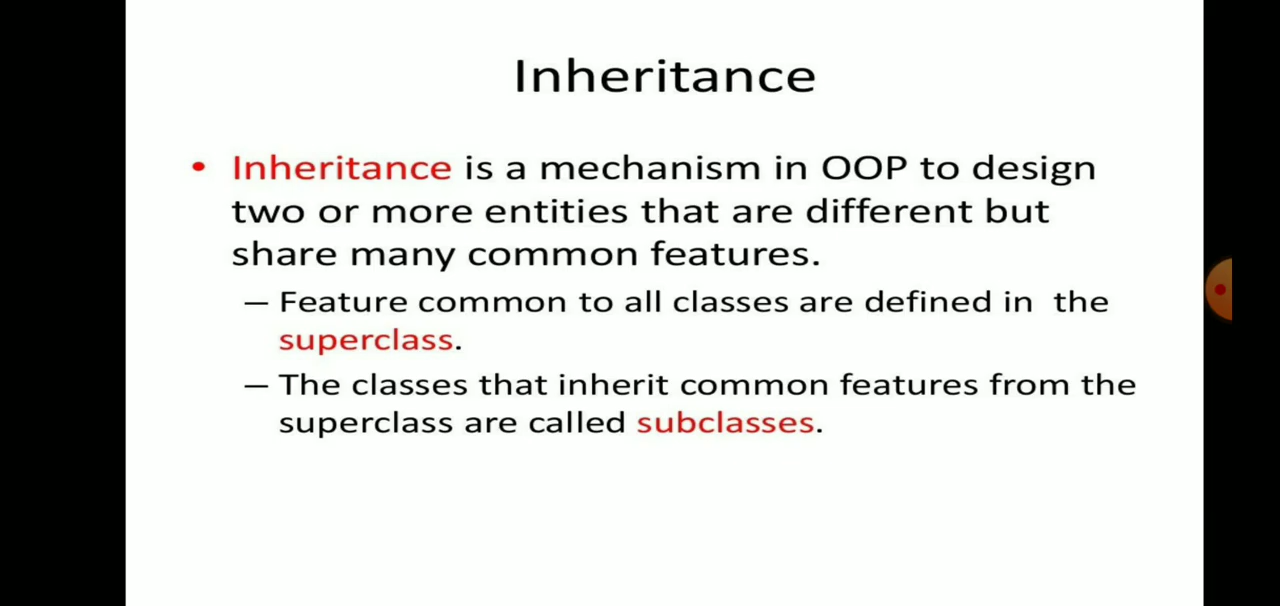 Inheritance
• Inheritance is a mechanism in OOP to design
two or more entities that are different but
share many common features.
– Feature common to all classes are defined in the
superclass.
– The classes that inherit common features from the
superclass are called subclasses.